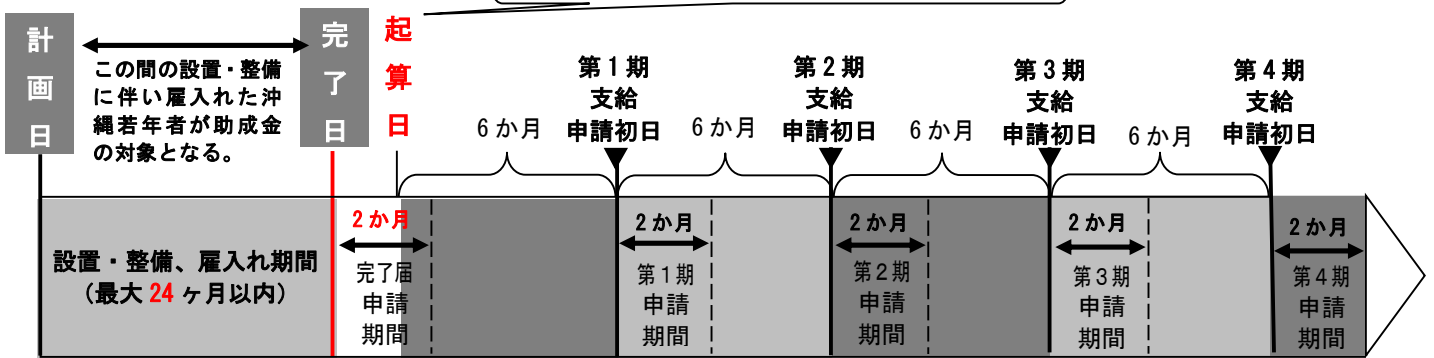 計画日
この間の設置・整備
に伴い雇入れた沖
縄若年者が助成金
の対象となる。
完了日
起算日
6か月
第1期
支給
申請初日
6か月
第2期
支給
申請初日
6か月
第3期
支給
申請初日
6か月
第4期
支給
申請初日
設置・整備、雇入れ期間
（最大 24 ヶ月以内）
2か月
完了届
申請
期間
2か月
第1期
申請
期間
2か月
第2期
申請
期間
2か月
第3期
申請
期間
2か月
第4期
申請
期間